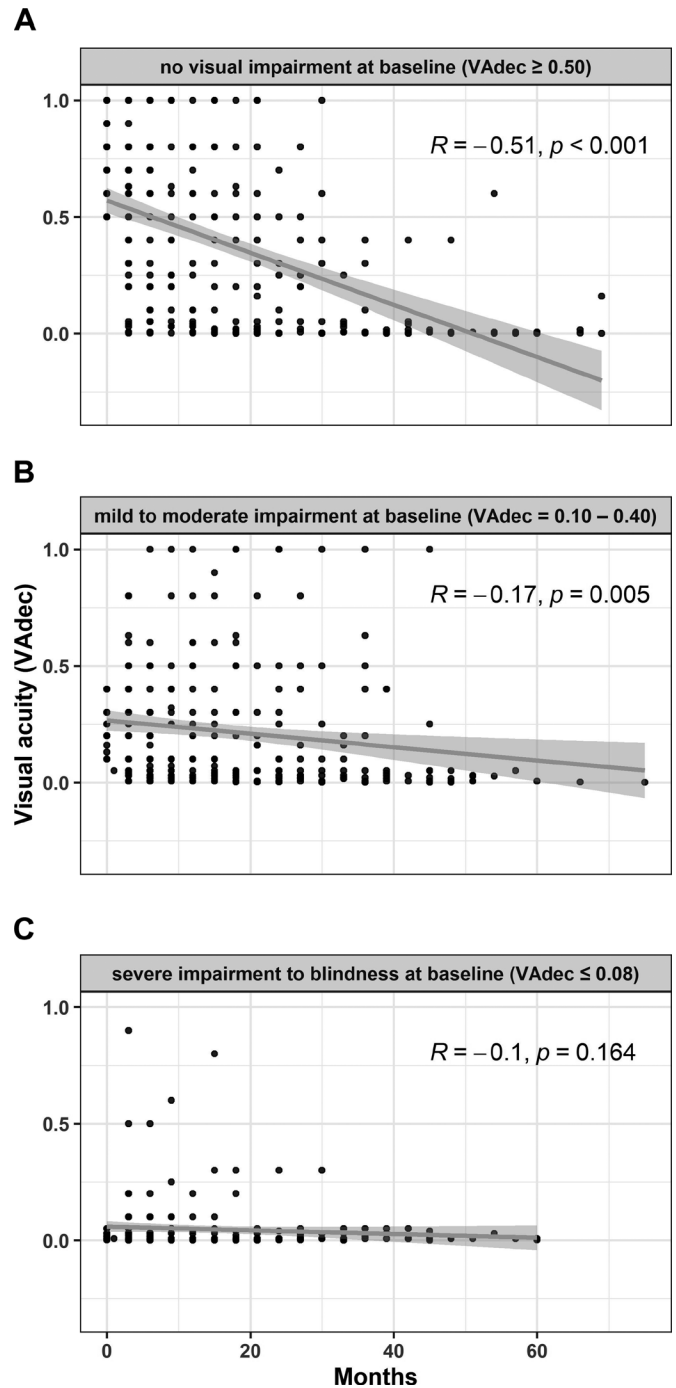 A
no visual impairment at baseline (VAdec ≥ 0.50)
1.0
R = −0.51, p < 0.001
0.5
0.0
B
mild to moderate impairment at baseline (VAdec = 0.10 – 0.40)
1.0
R = −0.17, p = 0.005
0.5
0.0
Visual acuity (VAdec)
C
severe impairment to blindness at baseline (VAdec ≤ 0.08)
1.0
R = −0.1, p = 0.164
0.5
0.0
0 20 40 60
Months